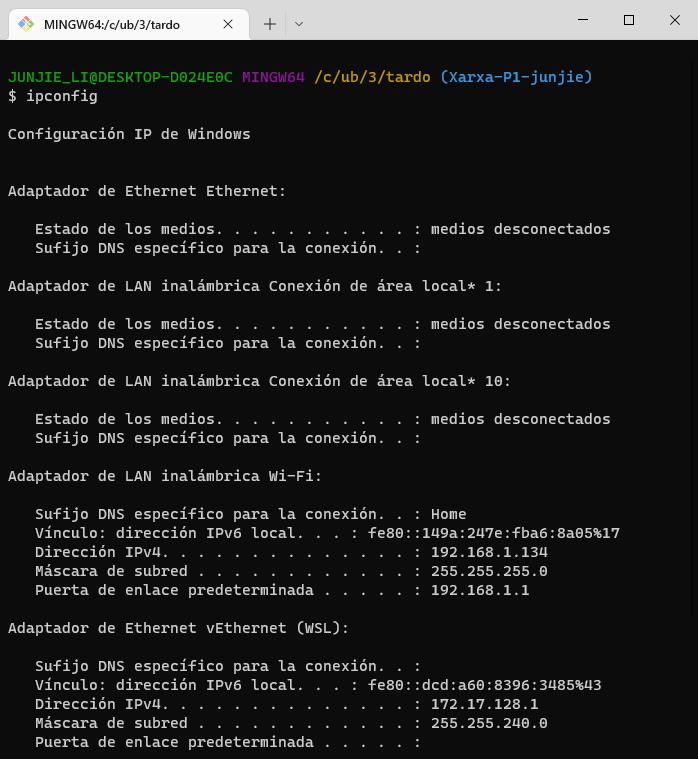 MINGW64:/c/ub/3/tardo
JUNJIE_LI@DESKTOP-D024E0C MINGW64 /c/ub/3/tardo (Xarxa-P1-junjie)
$ ipconfig
Configuración IP de Windows
Adaptador de Ethernet Ethernet:
Estado de los medios. . . . . . . . . . . : medios desconectados
Sufijo DNS específico para la conexión. . :
Adaptador de LAN inalámbrica Conexión de área local* 1:
Estado de los medios. . . . . . . . . . . : medios desconectados
Sufijo DNS específico para la conexión. . :
Adaptador de LAN inalámbrica Conexión de área local* 10:
Estado de los medios. . . . . . . . . . . : medios desconectados
Sufijo DNS específico para la conexión. . :
Adaptador de LAN inalámbrica Wi-Fi:
Sufijo DNS específico para la conexión. . : Home
Vínculo: dirección IPv6 local. . . : fe80::149a:247e:fba6:8a05%17
Dirección IPv4. . . . . . . . . . . . . . : 192.168.1.134
Máscara de subred . . . . . . . . . . . . : 255.255.255.0
Puerta de enlace predeterminada . . . . . : 192.168.1.1
Adaptador de Ethernet vEthernet (WSL):
Sufijo DNS específico para la conexión. . :
Vínculo: dirección IPv6 local. . . : fe80::dcd:a60:8396:3485%43
Dirección IPv4. . . . . . . . . . . . . . : 172.17.128.1
Máscara de subred . . . . . . . . . . . . : 255.255.240.0
Puerta de enlace predeterminada . . . . . :